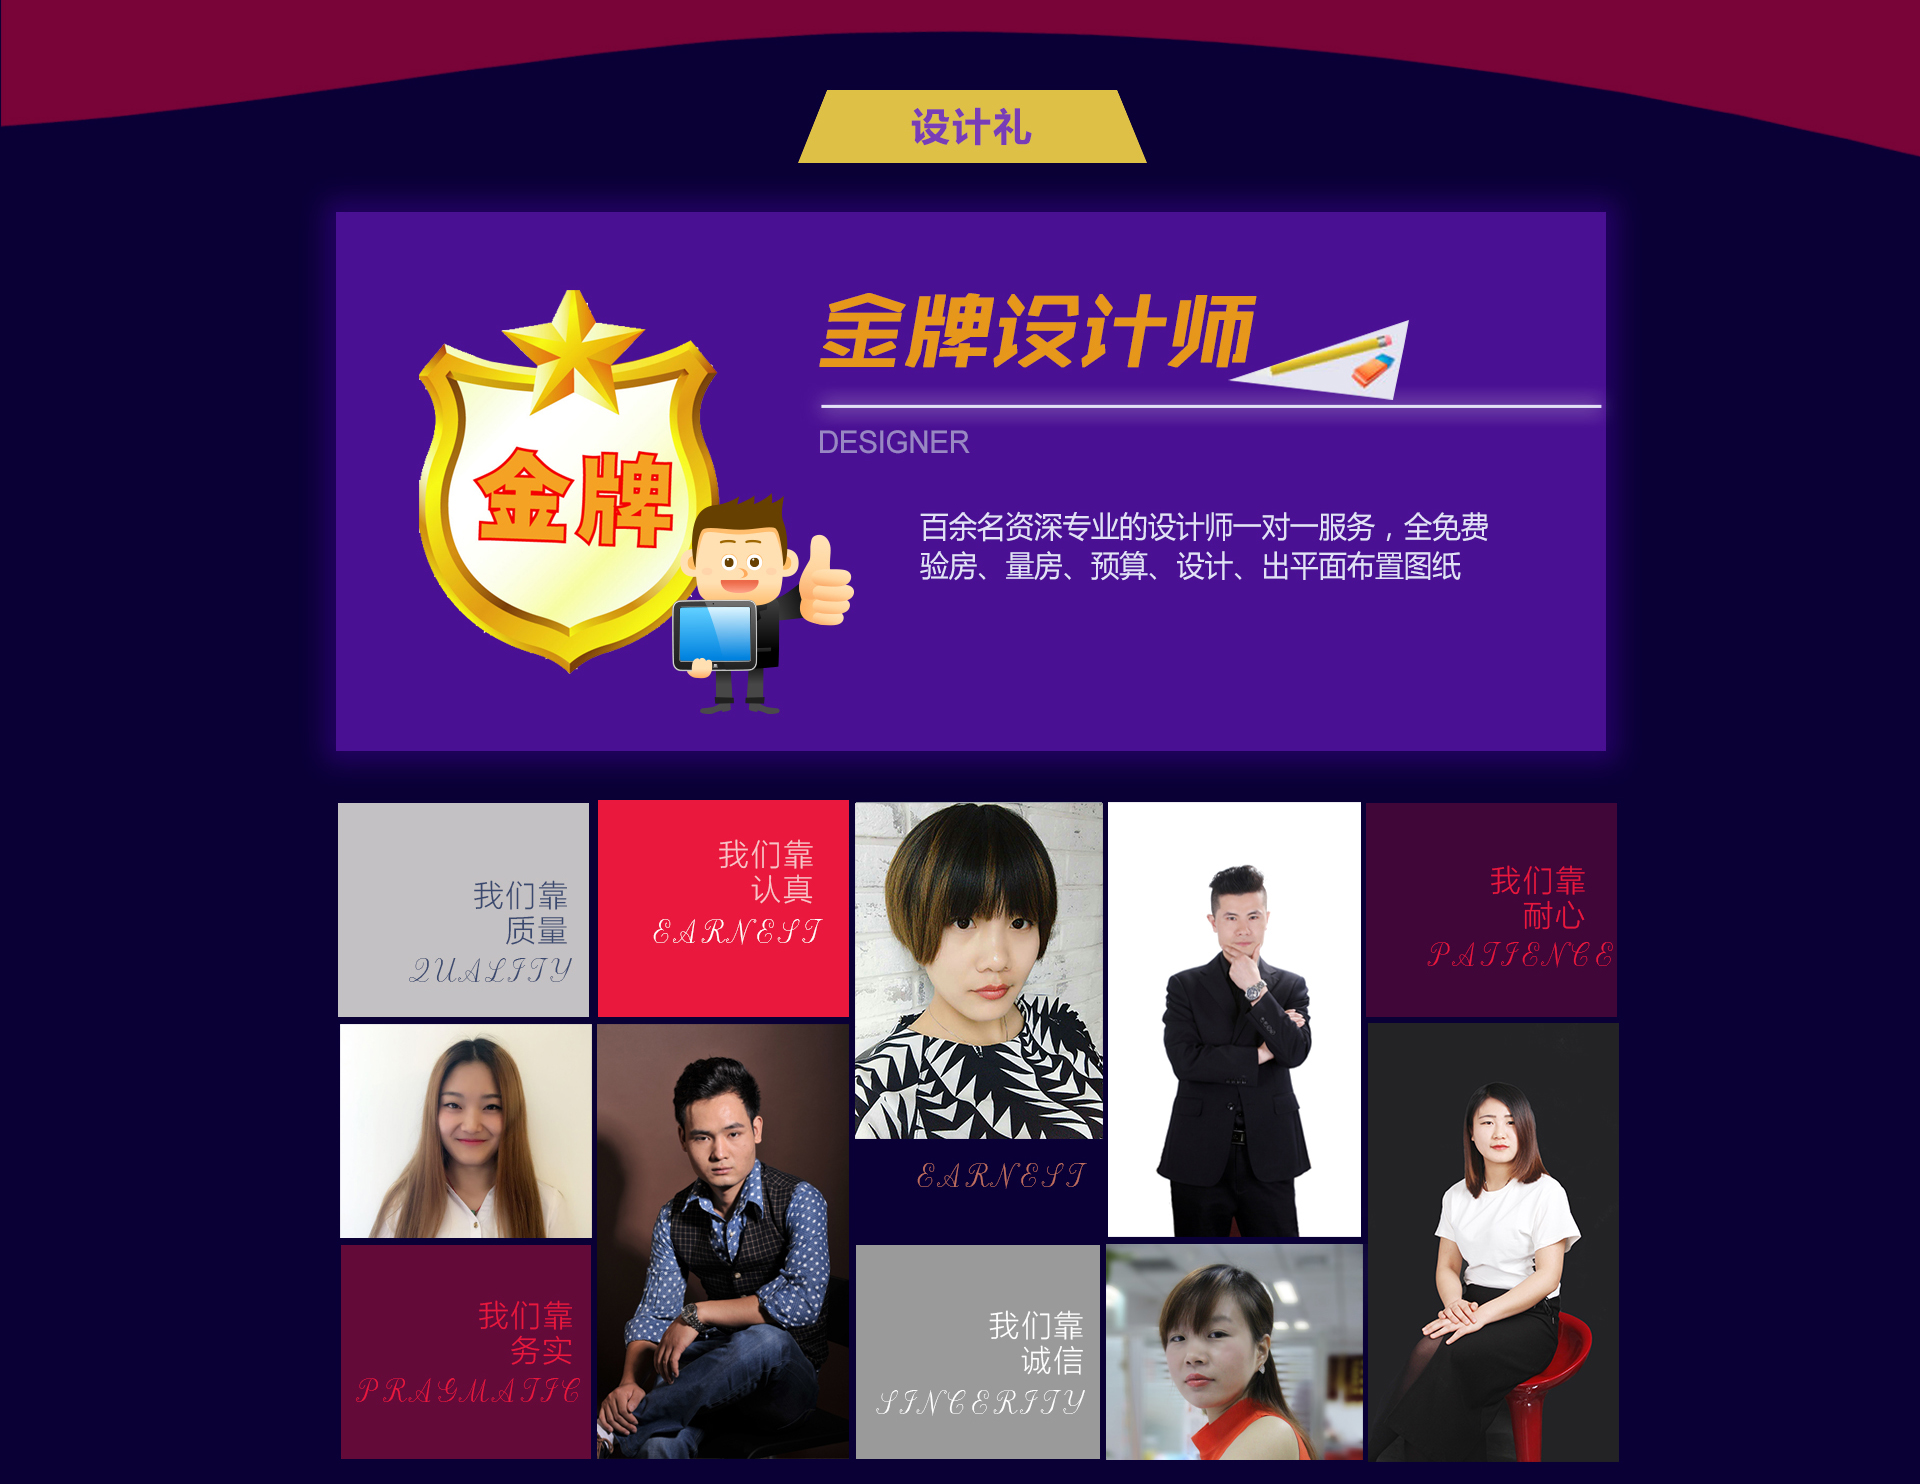 设计礼
金牌设计师
金牌
DESIGNER
百余名资深专业的设计师一对一服务，全免费
验房、量房、预算、设计、出平面布置图纸
我们靠
质量
QUALITY
我们靠
认真
EARNEST
我们靠
耐心
PATIENCE
EARNEST
我们靠
务实
PRAGMATIC
我们靠
诚信
SINCERITY